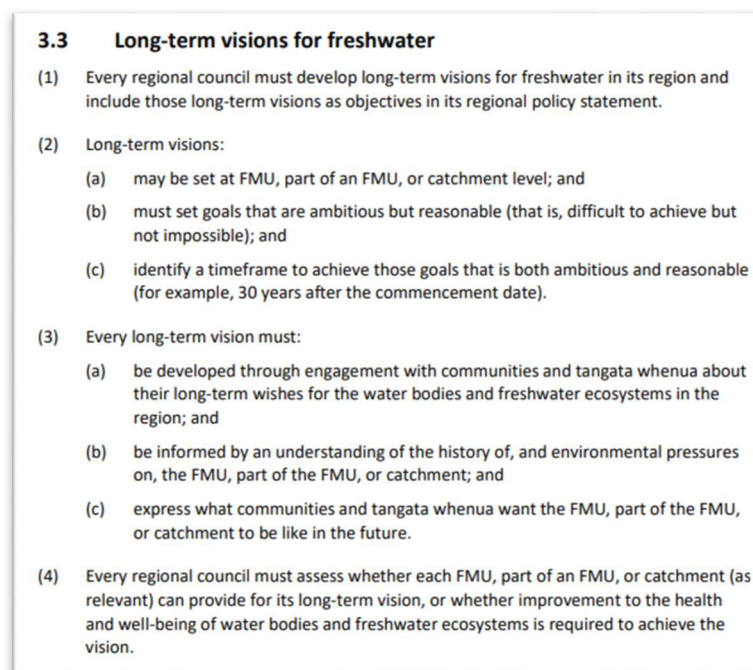 3.3 Long-term visions for freshwater
(1) Every regional council must develop long-term visions for freshwater in its region and
include those long-term visions as objectives in its regional policy statement.
(2) Long-term visions:
(a) may be set at FMU, part of an FMU, or catchment level; and
(b) must set goals that are ambitious but reasonable (that is, difficult to achieve but
not impossible); and
(c) identify a timeframe to achieve those goals that is both ambitious and reasonable
(for example, 30 years after the commencement date).
(3) Every long-term vision must:
(a) be developed through engagement with communities and tangata whenua about
their long-term wishes for the water bodies and freshwater ecosystems in the
region; and
(b) be informed by an understanding of the history of, and environmental pressures
on, the FMU, part of the FMU, or catchment; and
(c) express what communities and tangata whenua want the FMU, part of the FMU,
or catchment to be like in the future.
(4) Every regional council must assess whether each FMU, part of an FMU, or catchment (as
relevant) can provide for its long-term vision, or whether improvement to the health
and well-being of water bodies and freshwater ecosystems is required to achieve the
vision.